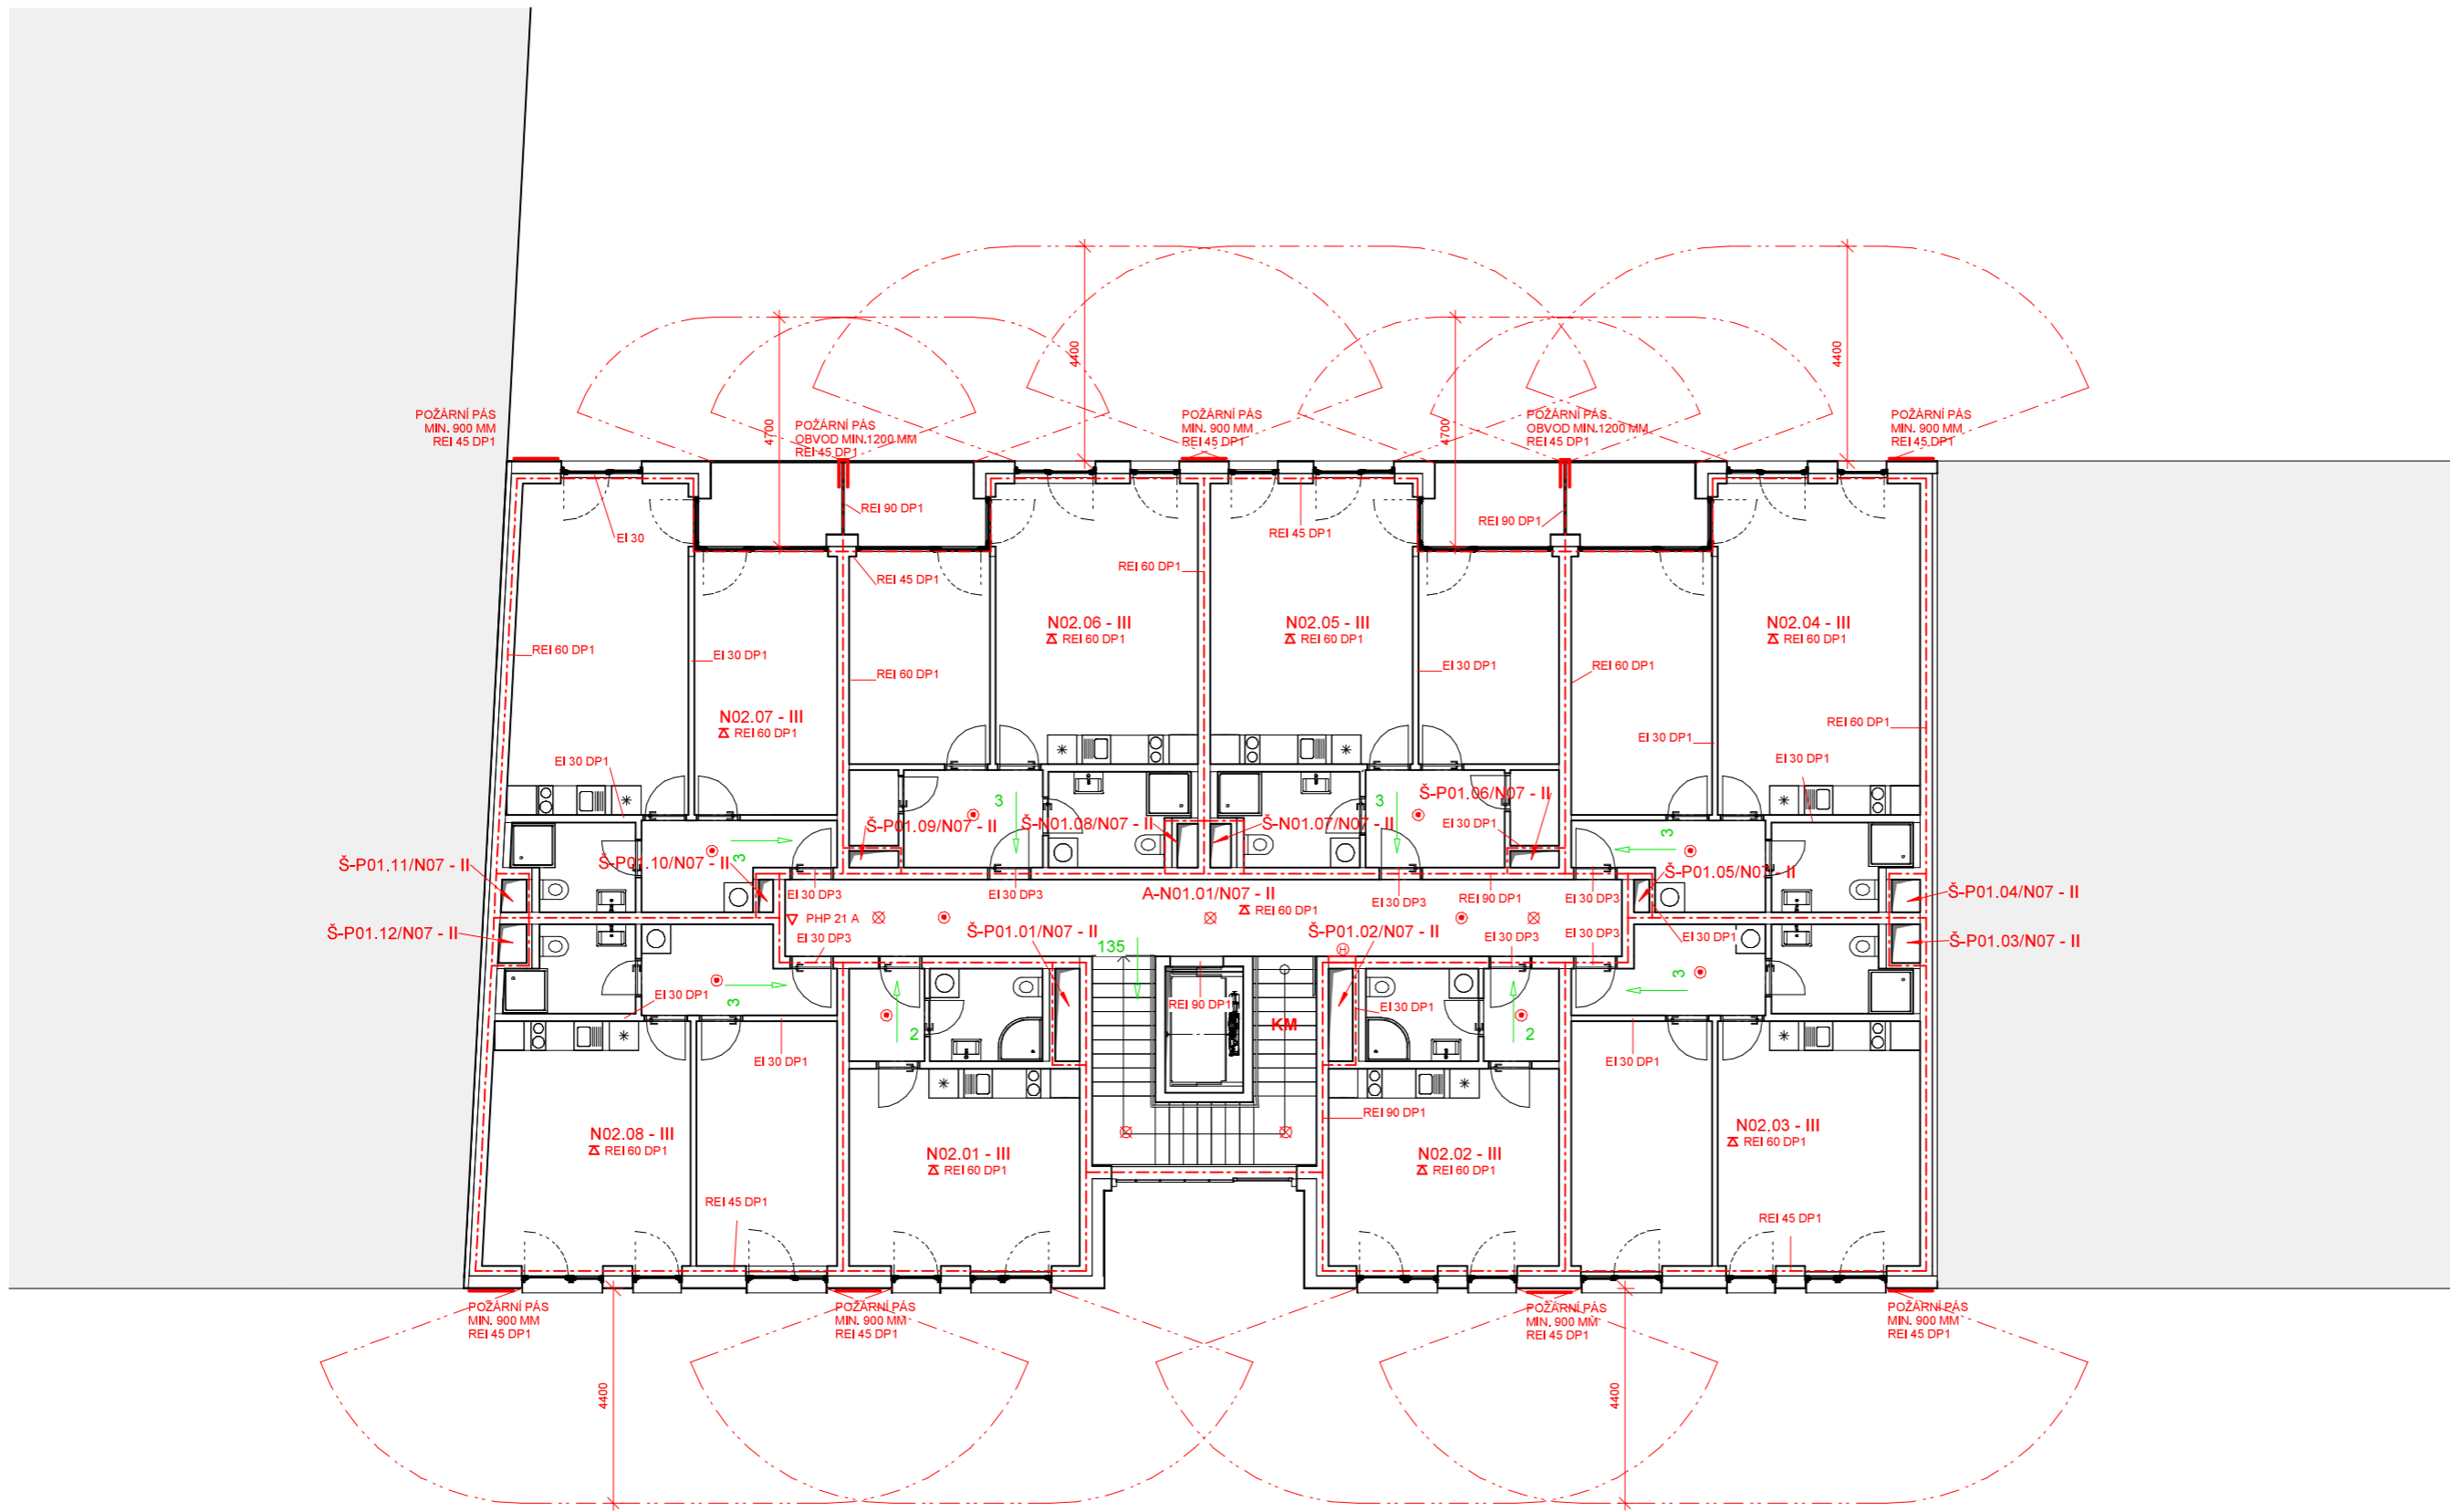 4400
4400
4700
4700
POŽÁRNÍ PÁS
MIN. 900 MM
REI 45 DP1
POŽÁRNÍ PÁS
OBVOD MIN.1200 MM
REI 45 DP1
POŽÁRNÍ PÁS
MIN. 900 MM
REI 45 DP1
POŽÁRNÍ PÁS
OBVOD MIN.1200 MM
REI 45 DP1
POŽÁRNÍ PÁS
MIN. 900 MM
REI 45 DP1
EI 30
REI 90 DP1
REI 45 DP1
REI 90 DP1
REI 45 DP1
REI 60 DP1
N02.06 - III
REI 60 DP1
N02.05 - III
REI 60 DP1
N02.04 - III
REI 60 DP1
REI 60 DP1
EI 30 DP1
REI 60 DP1
EI 30 DP1
REI 60 DP1
N02.07 - III
REI 60 DP1
EI 30 DP1
REI 60 DP1
EI 30 DP1
EI 30 DP1
3
3
Š-P01.06/N07 - II
Š-P01.09/N07 - II
Š-N01.08/N07 - II
Š-N01.07/N07 - II
EI 30 DP1
3
3
Š-P01.11/N07 - II
Š-P01.10/N07 - II
Š-P01.05/N07 - II
Š-P01.04/N07 - II
EI 30 DP3
EI 30 DP3
A-N01.01/N07 - II
REI 60 DP1
EI 30 DP3
REI 90 DP1
EI 30 DP3
PHP 21 A
Š-P01.12/N07 - II
EI 30 DP3
Š-P01.01/N07 - II
135
Š-P01.02/N07 - II
H
EI 30 DP3
EI 30 DP3
EI 30 DP1
Š-P01.03/N07 - II
EI 30 DP1
3
REI 90 DP1
EI 30 DP1
3
KM
2
2
EI 30 DP1
EI 30 DP1
REI 90 DP1
N02.08 - III
REI 60 DP1
N02.01 - III
REI 60 DP1
N02.02 - III
REI 60 DP1
N02.03 - III
REI 60 DP1
REI 45 DP1
REI 45 DP1
POŽÁRNÍ PÁS
MIN. 900 MM
REI 45 DP1
POŽÁRNÍ PÁS
MIN. 900 MM
REI 45 DP1
POŽÁRNÍ PÁS
MIN. 900 MM
REI 45 DP1
POŽÁRNÍ PÁS
MIN. 900 MM
REI 45 DP1
4400
4400